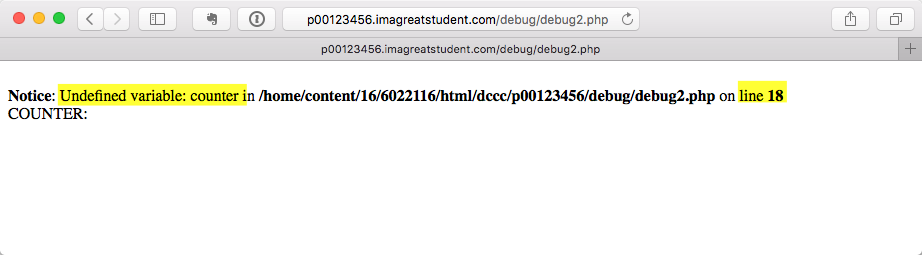 p00123456.imagreatstudent.com/debug/debug2.php
p00123456.imagreatstudent.com/debug/debug2.php
Notice: Undefined variable: counter in /home/content/16/6022116/html/dccc/p00123456/debug/debug2.php on line 18
COUNTER: